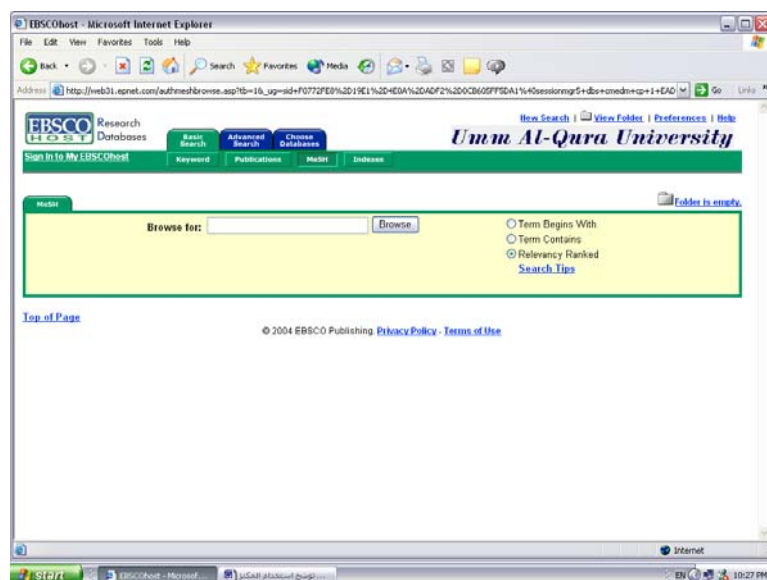 EBSCOhost - Microsoft Internet Explorer
File Edit View Favorites Tools Help
Back Search Favorites Media
Address Go Links
New Search | View Folder | Preferences | Help
EBSCO HOST Research Databases
Basic Search Advanced Search Choose Databases
Umm Al-Qura University
Sign In to My EBSCOhost Keyword Publications MeSH Indexes
Folder is empty.
MeSH
Browse for: Browse
Term Begins With
Term Contains
Relevancy Ranked
Search Tips
Top of Page
© 2004 EBSCO Publishing. Privacy Policy - Terms of Use
Internet
start EBSCOhost - Microsof... توضيح استخدام المكنز... EN 10:27 PM